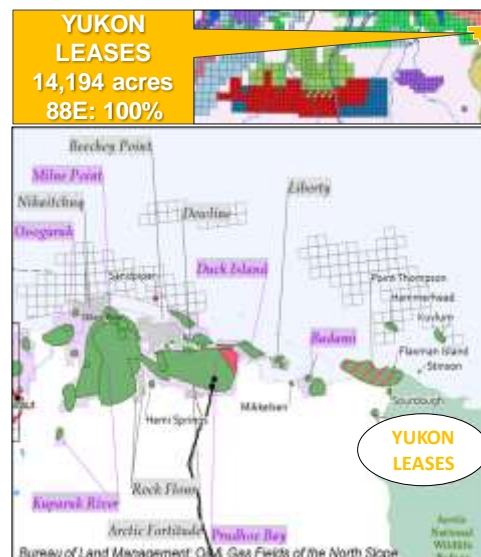 YUKON
LEASES
14,194 acres
88E: 100%
Beechey Point
Milne Point
Nikaitchuq
Oooguruk
Liberty
Dewline
Sandpiper
Duck Island
Point Thompson
Hammerhead
Kuvlum
Badami
Flaxman Island
Stinson
Mikkelsen
Sourdough
Hemi Springs
YUKON
LEASES
Rock Flour
Kuparuk River
Arctic Fortitude
Prudhoe Bay
Arctic
National
Wildlife
Bureau of Land Management: Oil & Gas Fields of the North Slope